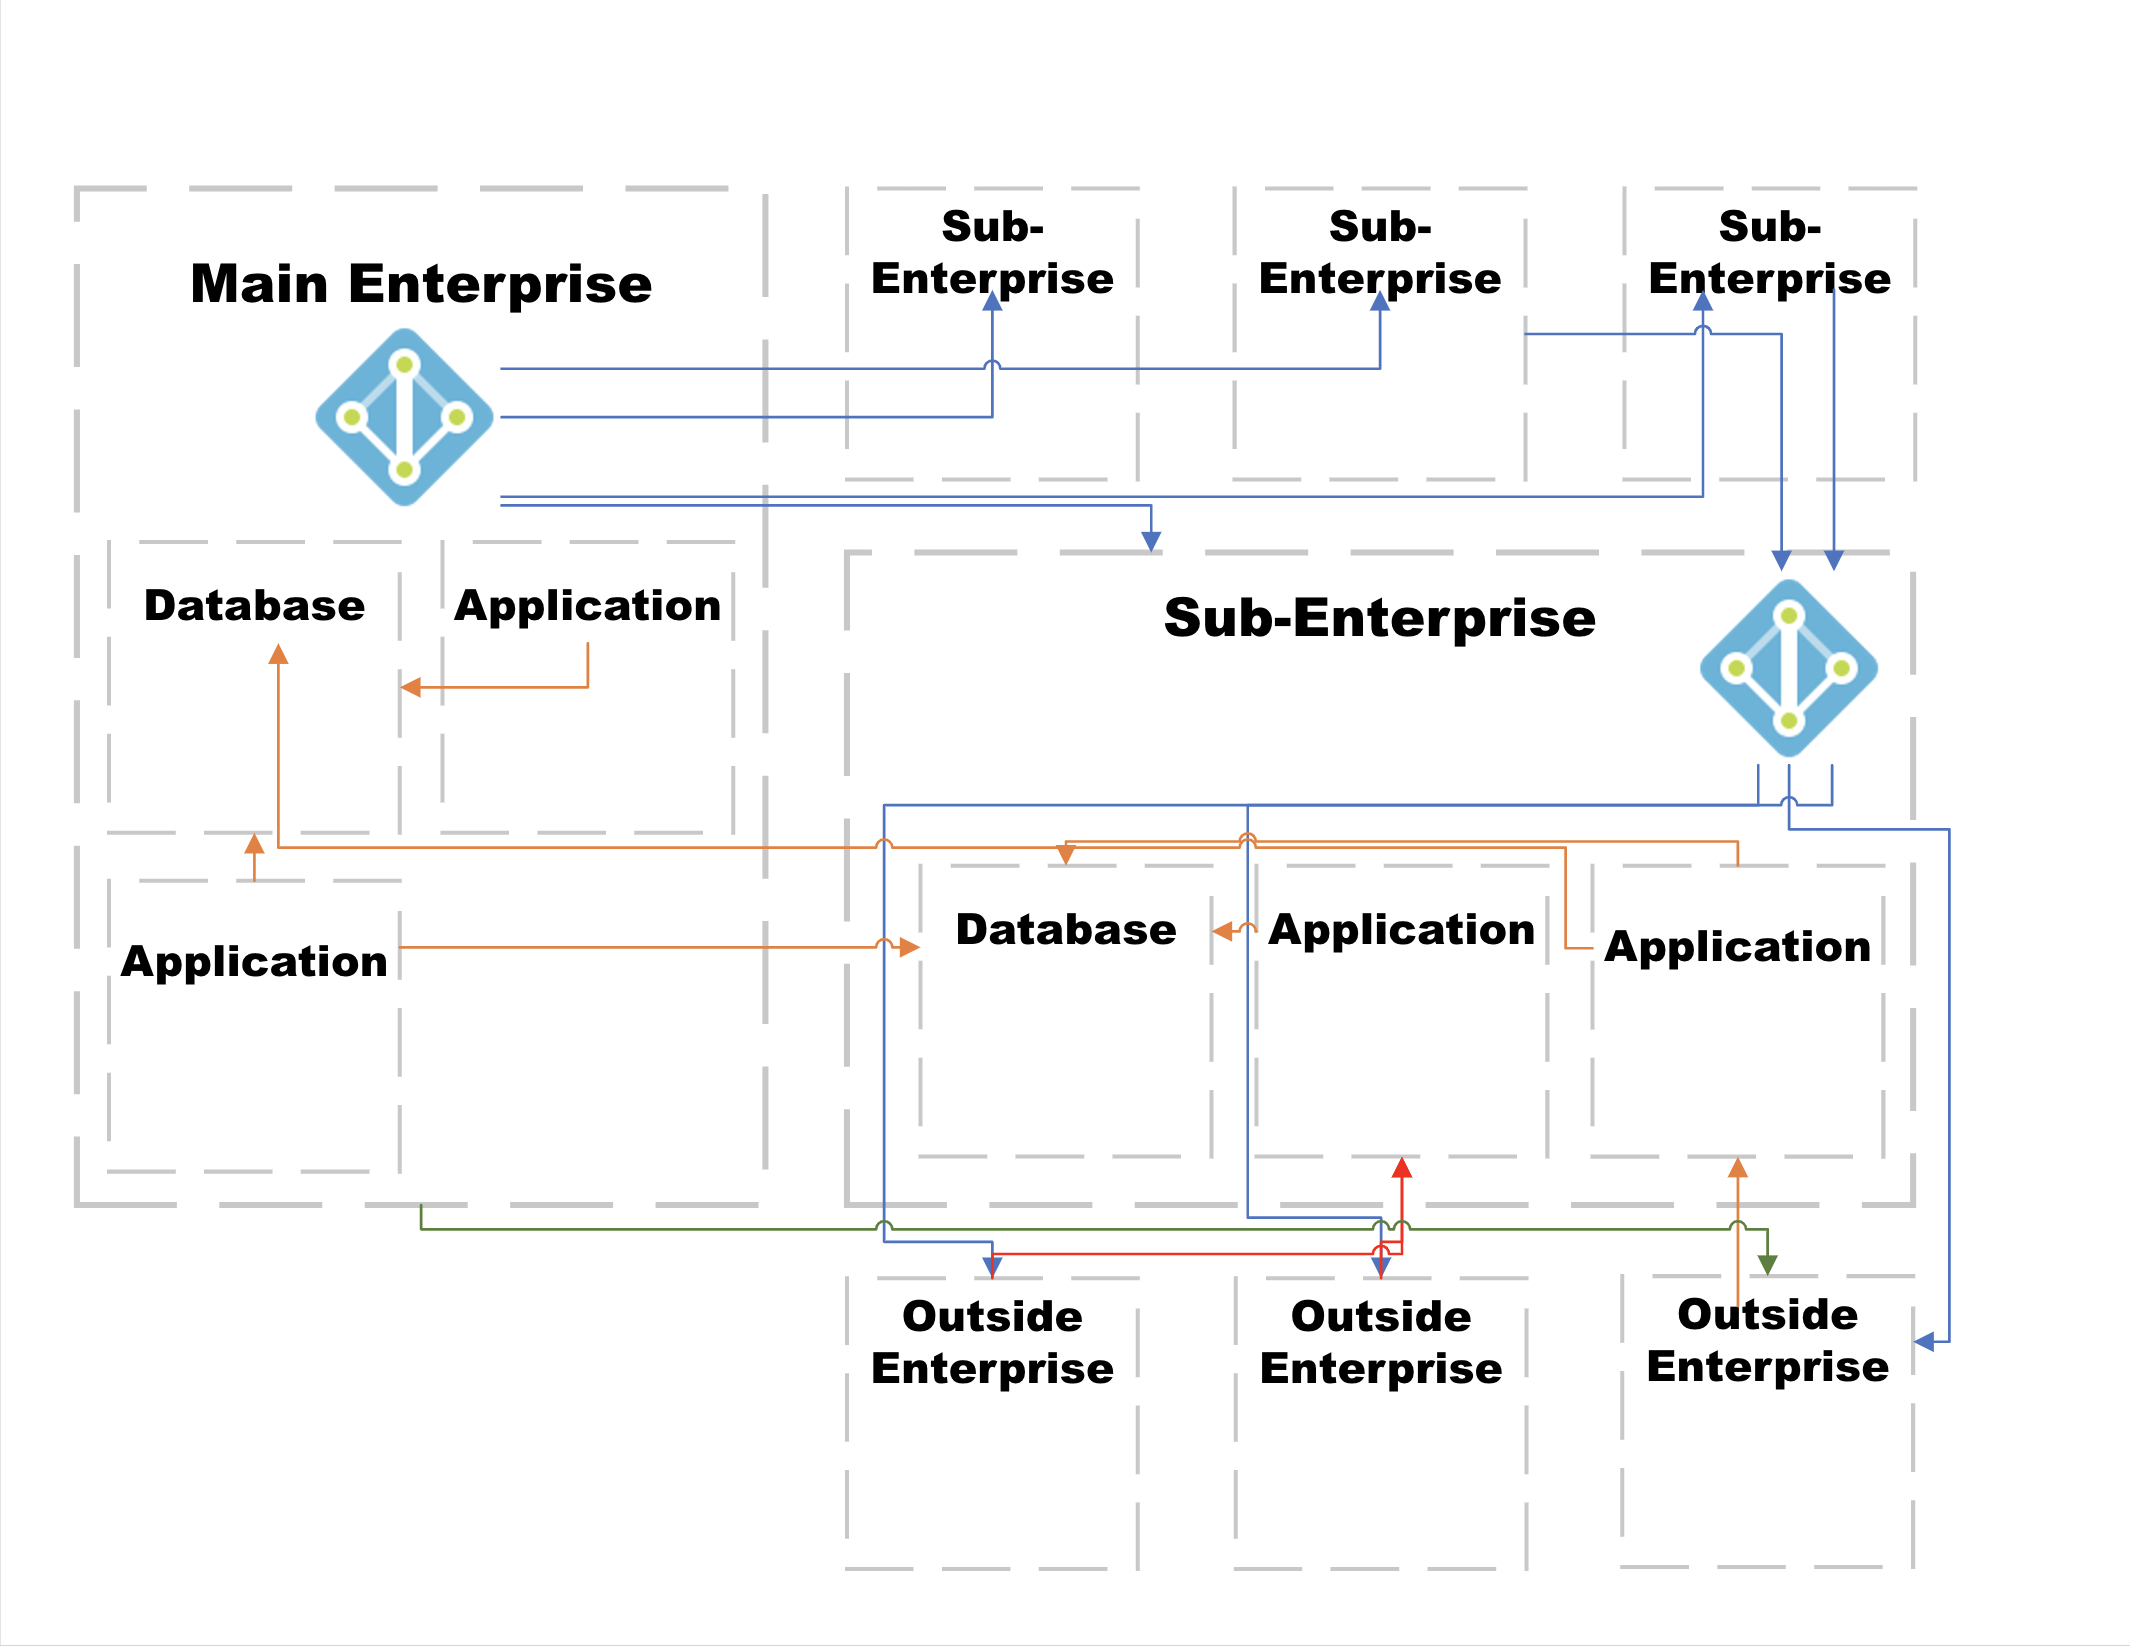 Main Enterprise
Sub-
Enterprise
Sub-
Enterprise
Sub-
Enterprise
Database
Application
Application
Sub-Enterprise
Database
Application
Application
Outside
Enterprise
Outside
Enterprise
Outside
Enterprise